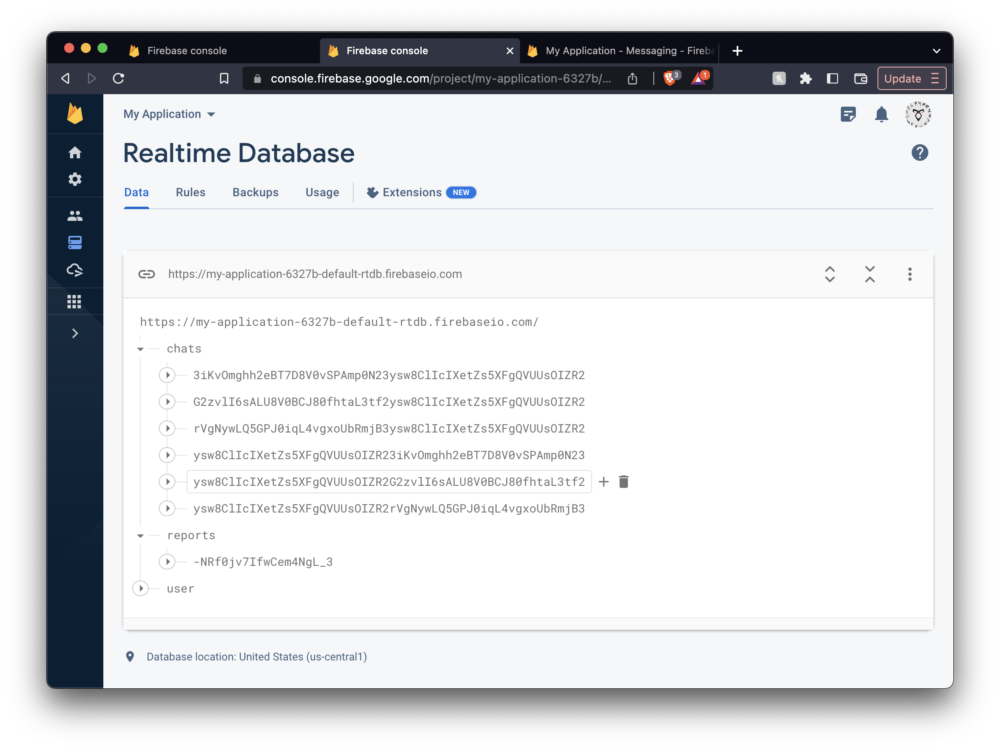 Firebase console
Firebase console
My Application - Messaging - Fireba
console.firebase.google.com/project/my-application-6327b/...
3
1
Update
My Application
Realtime Database
Data
Rules
Backups
Usage
Extensions
NEW
https://my-application-6327b-default-rtdb.firebaseio.com
https://my-application-6327b-default-rtdb.firebaseio.com/
chats
3iKvOmghh2eBT7D8V0vSPAmp0N23ysw8ClIcIXetZs5XFgQVUUsOIZR2
G2zvlI6sALU8V0BCJ80fhtaL3tf2ysw8ClIcIXetZs5XFgQVUUsOIZR2
rVgNywLQ5GPJ0iqL4vgxoUbRmjB3ysw8ClIcIXetZs5XFgQVUUsOIZR2
ysw8ClIcIXetZs5XFgQVUUsOIZR23iKvOmghh2eBT7D8V0vSPAmp0N23
ysw8ClIcIXetZs5XFgQVUUsOIZR2G2zvlI6sALU8V0BCJ80fhtaL3tf2
ysw8ClIcIXetZs5XFgQVUUsOIZR2rVgNywLQ5GPJ0iqL4vgxoUbRmjB3
reports
-NRf0jv7IfwCem4NgL_3
user
Database location: United States (us-central1)